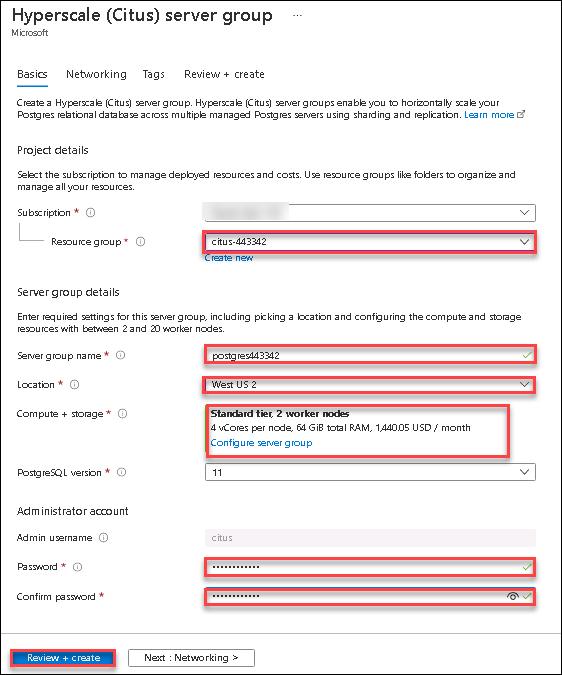 Hyperscale (Citus) server group ...
Microsoft
Basics Networking Tags Review + create
Create a Hyperscale (Citus) server group. Hyperscale (Citus) server groups enable you to horizontally scale your
Postgres relational database across multiple managed Postgres servers using sharding and replication. Learn more
Project details
Select the subscription to manage deployed resources and costs. Use resource groups like folders to organize and
manage all your resources.
Subscription *
Resource group * citus-443342
Create new
Server group details
Enter required settings for this server group, including picking a location and configuring the compute and storage
resources with between 2 and 20 worker nodes.
Server group name * postgres443342
Location * West US 2
Compute + storage * Standard tier, 2 worker nodes
4 vCores per node, 64 GiB total RAM, 1,440.05 USD / month
Configure server group
PostgreSQL version * 11
Administrator account
Admin username citus
Password * ••••••••••••
Confirm password * ••••••••••••
Review + create Next : Networking >